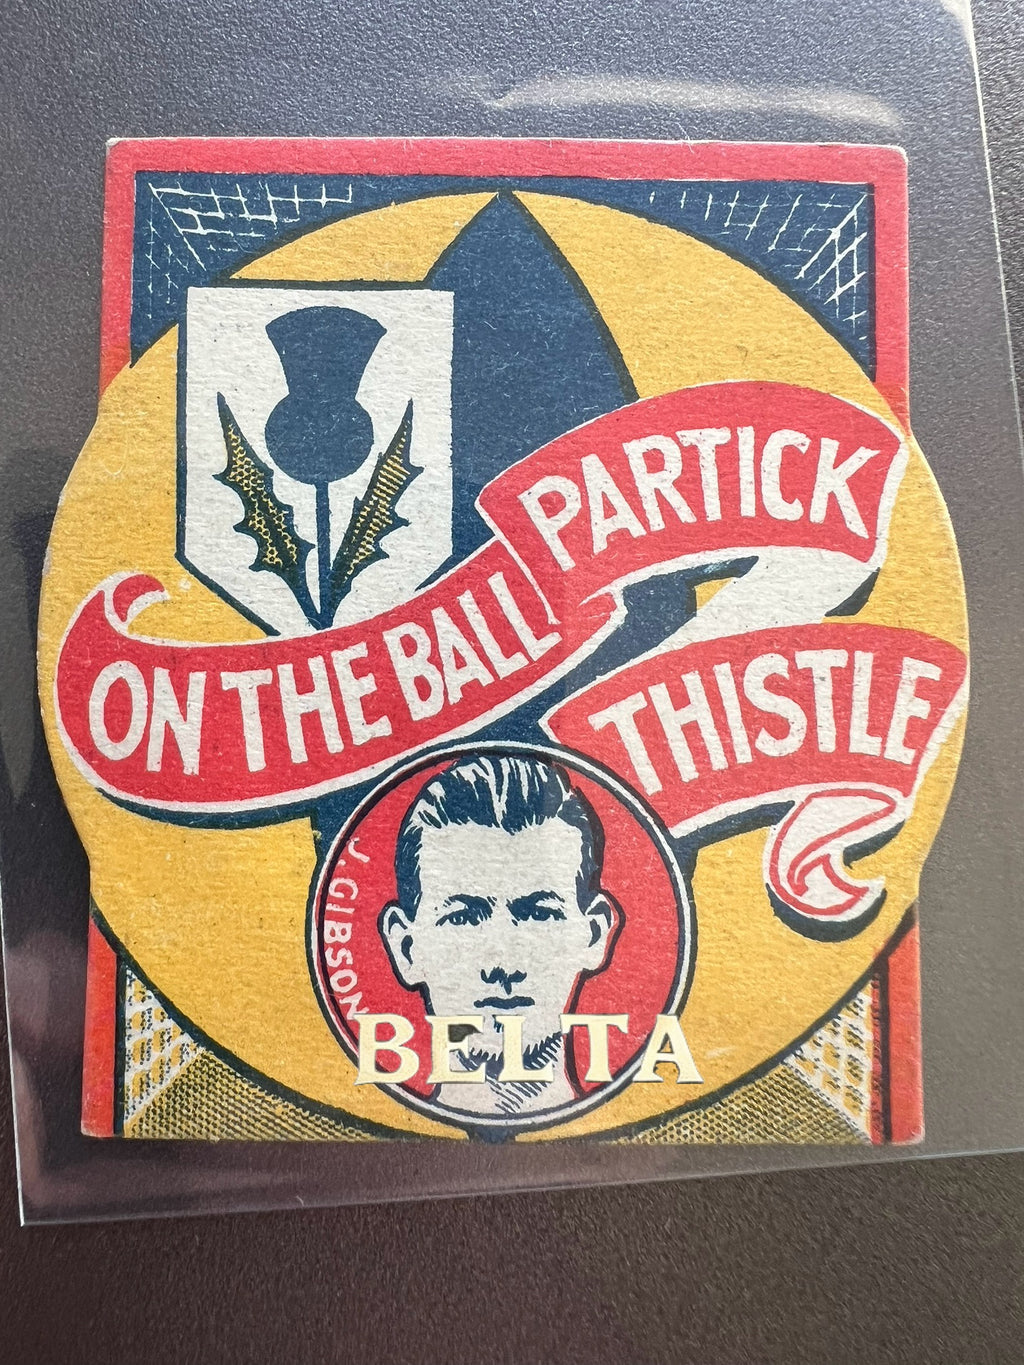 PARTICK
ON THE BALL
THISTLE
J. GIBSON
BELTA